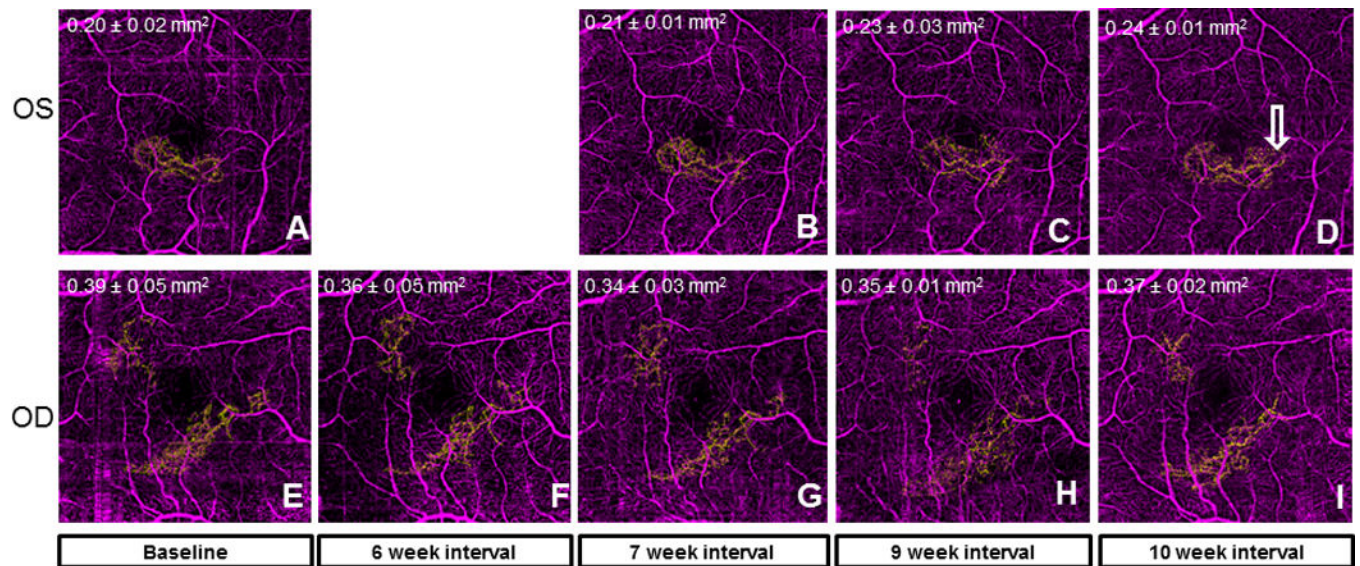 0.20 ± 0.02 mm²
0.21 ± 0.01 mm²
0.23 ± 0.03 mm²
0.24 ± 0.01 mm²
OS
A
B
C
D
0.39 ± 0.05 mm²
0.36 ± 0.05 mm²
0.34 ± 0.03 mm²
0.35 ± 0.01 mm²
0.37 ± 0.02 mm²
OD
E
F
G
H
I
Baseline
6 week interval
7 week interval
9 week interval
10 week interval